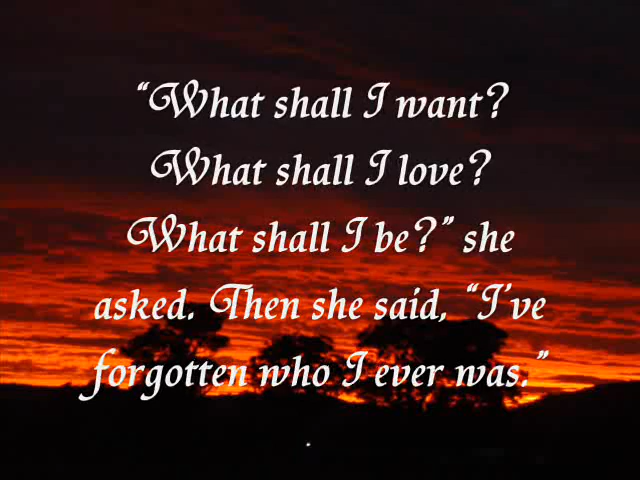 “What shall I want?
What shall I love?
What shall I be?” she
asked. Then she said, “I’ve
forgotten who I ever was.”
.